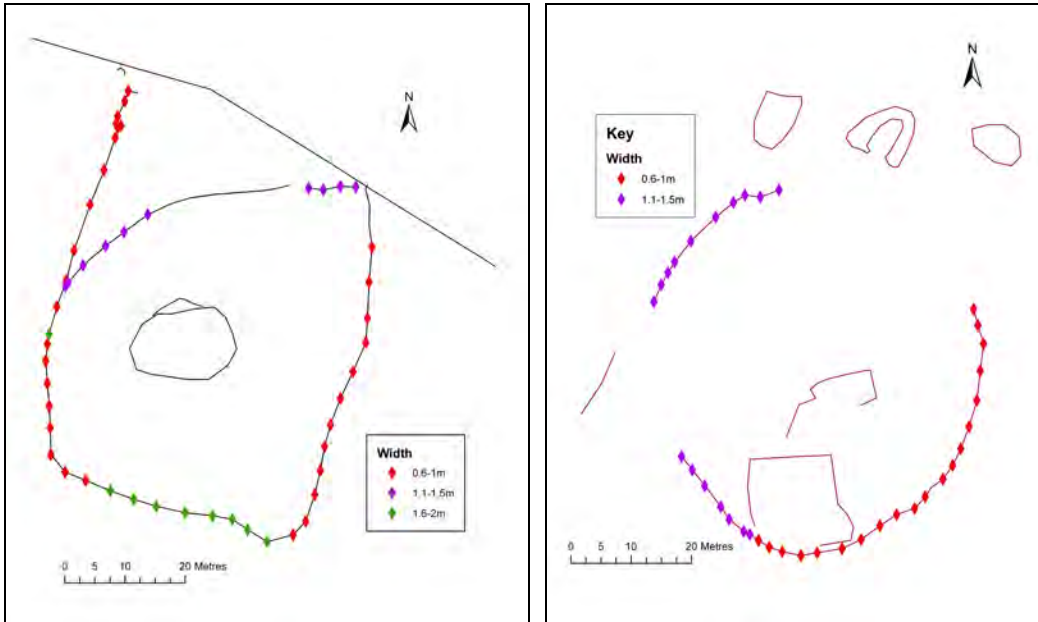 N
Width
0.6-1m
1.1-1.5m
1.6-2m
0 5 10 20 Metres
N
Key
Width
0.6-1m
1.1-1.5m
0 5 10 20 Metres